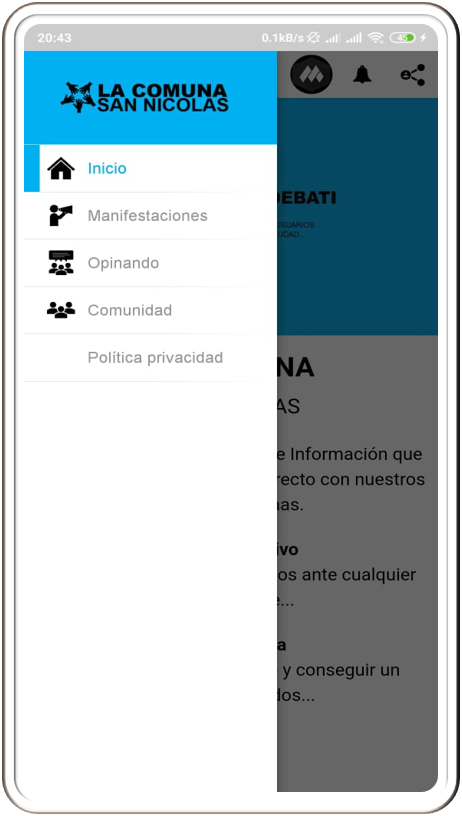 20:43
0.1kB/s
45
LA COMUNA
SAN NICOLAS
Inicio
Manifestaciones
Opinando
Comunidad
Política privacidad
EBATI
SUARIOS
UDAD
NA
AS
e Información que
recto con nuestros
nas.
ivo
os ante cualquier
e...
a
y conseguir un
dos...